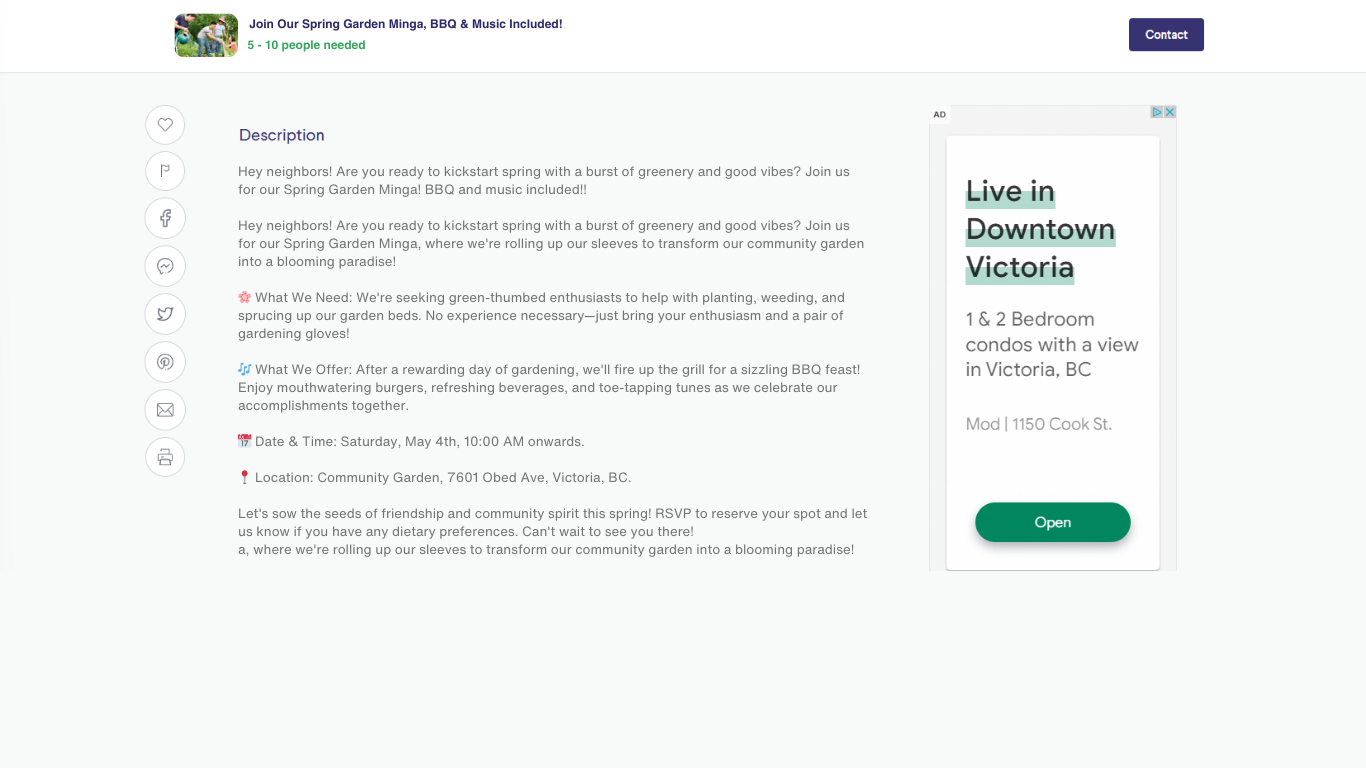 Join Our Spring Garden Minga, BBQ & Music Included!
5 - 10 people needed
Contact
Description
Hey neighbors! Are you ready to kickstart spring with a burst of greenery and good vibes? Join us
for our Spring Garden Minga! BBQ and music included!!
Hey neighbors! Are you ready to kickstart spring with a burst of greenery and good vibes? Join us
for our Spring Garden Minga, where we're rolling up our sleeves to transform our community garden
into a blooming paradise!
🌸 What We Need: We're seeking green-thumbed enthusiasts to help with planting, weeding, and
sprucing up our garden beds. No experience necessary—just bring your enthusiasm and a pair of
gardening gloves!
🎶 What We Offer: After a rewarding day of gardening, we'll fire up the grill for a sizzling BBQ feast!
Enjoy mouthwatering burgers, refreshing beverages, and toe-tapping tunes as we celebrate our
accomplishments together.
📅 Date & Time: Saturday, May 4th, 10:00 AM onwards.
📍 Location: Community Garden, 7601 Obed Ave, Victoria, BC.
Let's sow the seeds of friendship and community spirit this spring! RSVP to reserve your spot and let
us know if you have any dietary preferences. Can't wait to see you there!
a, where we're rolling up our sleeves to transform our community garden into a blooming paradise!
AD
Live in
Downtown
Victoria
1 & 2 Bedroom
condos with a view
in Victoria, BC
Mod | 1150 Cook St.
Open